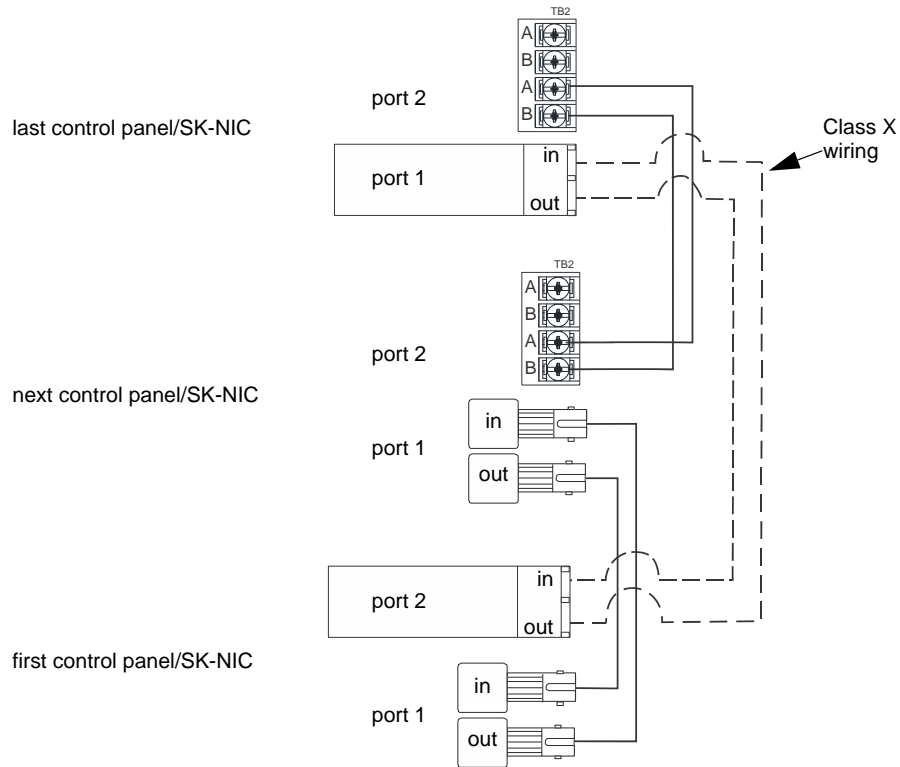 TB2
A
B
A
B
port 2
last control panel/SK-NIC
Class X
wiring
in
port 1
out
TB2
A
B
A
B
port 2
next control panel/SK-NIC
in
port 1
out
in
port 2
out
first control panel/SK-NIC
in
port 1
out